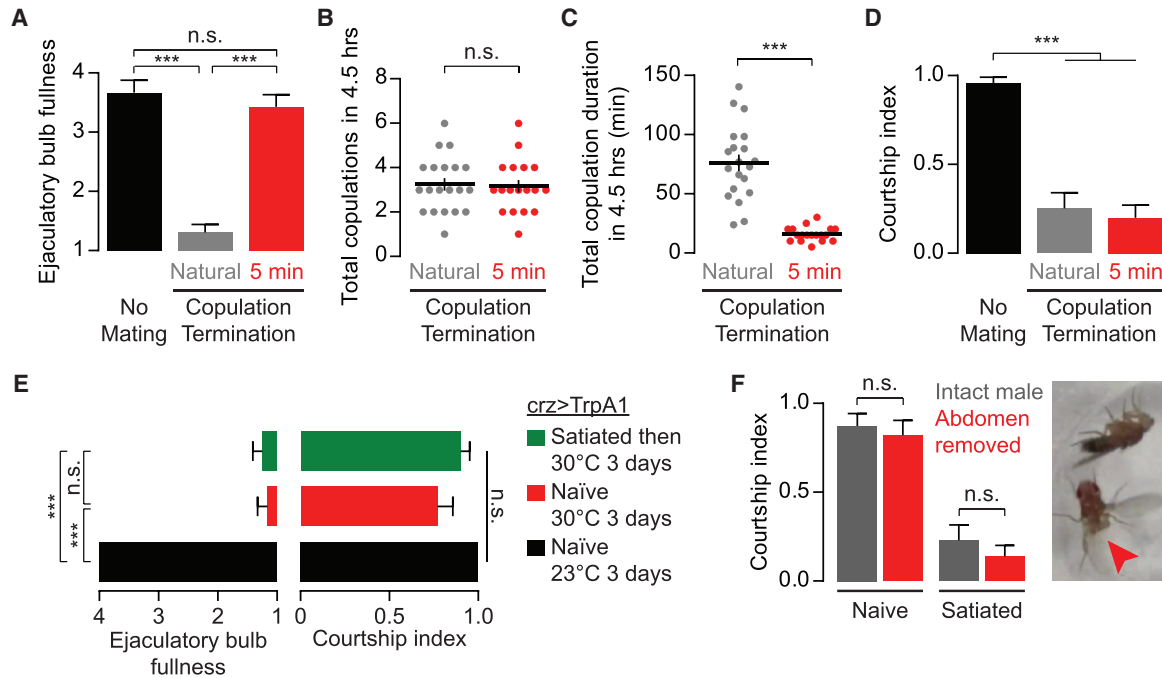 A
n.s.
***
***
Ejaculatory bulb fullness
4
3
2
1
Natural
5 min
No
Mating
Copulation
Termination
B
n.s.
Total copulations in 4.5 hrs
8
6
4
2
0
Natural
5 min
Copulation
Termination
C
***
Total copulation duration
in 4.5 hrs (min)
150
100
50
0
Natural
5 min
Copulation
Termination
D
***
Courtship index
1.0
0.5
0.0
Natural
5 min
No
Mating
Copulation
Termination
E
***
n.s.
***
n.s.
4
3
2
1
Ejaculatory bulb
fullness
0
0.5
1.0
Courtship index
crz>TrpA1
Satiated then
30°C 3 days
Naïve
30°C 3 days
Naïve
23°C 3 days
F
n.s.
n.s.
Intact male
Abdomen
removed
Courtship index
1.0
0.5
0.0
Naive
Satiated